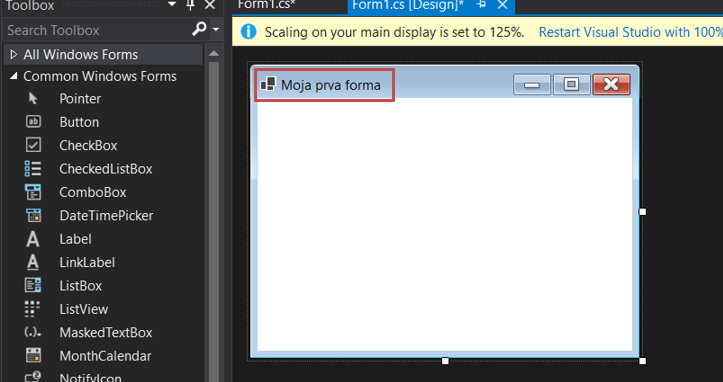 Toolbox
Form1.cs*
Form1.cs [Design]*
Search Toolbox
All Windows Forms
Common Windows Forms
Pointer
Button
CheckBox
CheckedListBox
ComboBox
DateTimePicker
Label
LinkLabel
ListBox
ListView
MaskedTextBox
MonthCalendar
NotifyIcon
Scaling on your main display is set to 125%. Restart Visual Studio with 100%
Moja prva forma